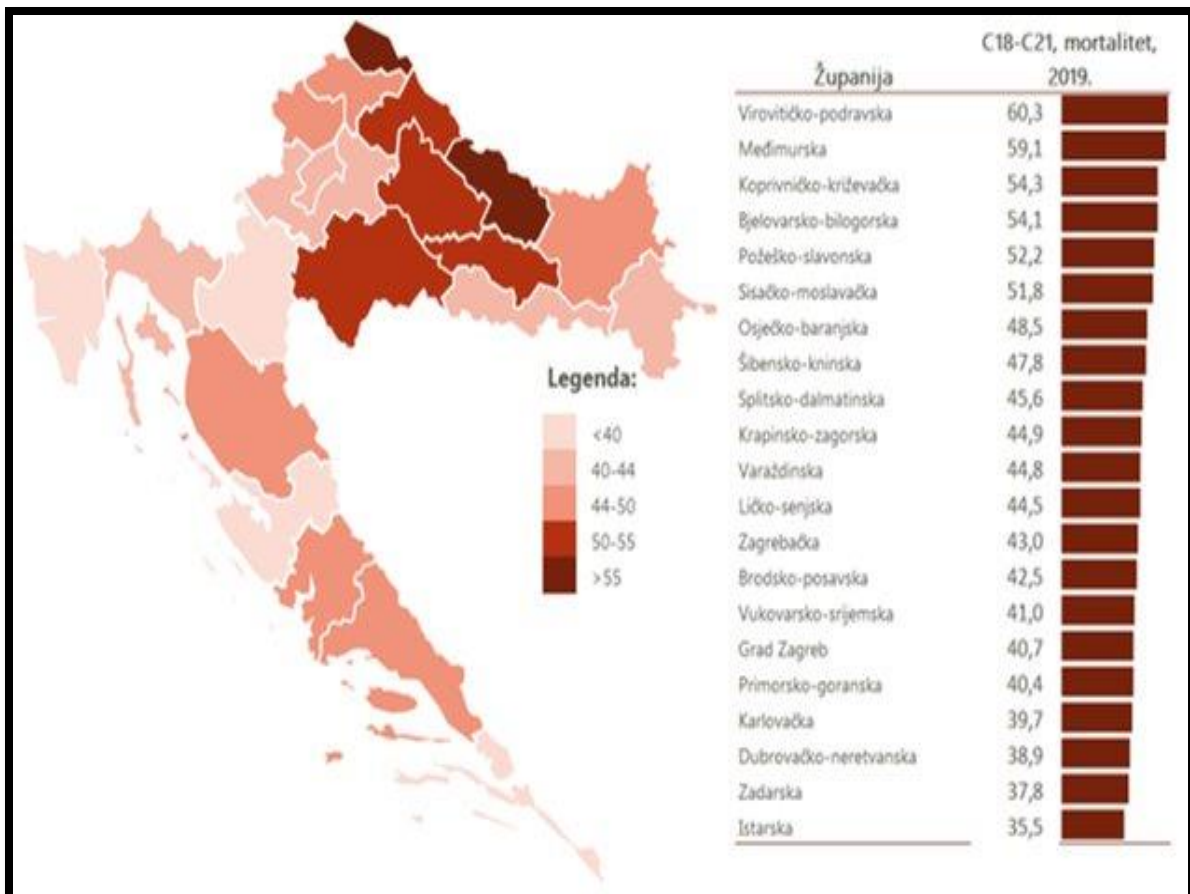 C18-C21, mortalitet,
Županija 2019.
Virovitičko-podravska 60,3
Međimurska 59,1
Koprivničko-križevačka 54,3
Bjelovarsko-bilogorska 54,1
Požeško-slavonska 52,2
Sisačko-moslavačka 51,8
Osječko-baranjska 48,5
Šibensko-kninska 47,8
Splitsko-dalmatinska 45,6
Krapinsko-zagorska 44,9
Varaždinska 44,8
Ličko-senjska 44,5
Zagrebačka 43,0
Brodsko-posavska 42,5
Vukovarsko-srijemska 41,0
Grad Zagreb 40,7
Primorsko-goranska 40,4
Karlovačka 39,7
Dubrovačko-neretvanska 38,9
Zadarska 37,8
Istarska 35,5
Legenda:
<40
40-44
44-50
50-55
>55